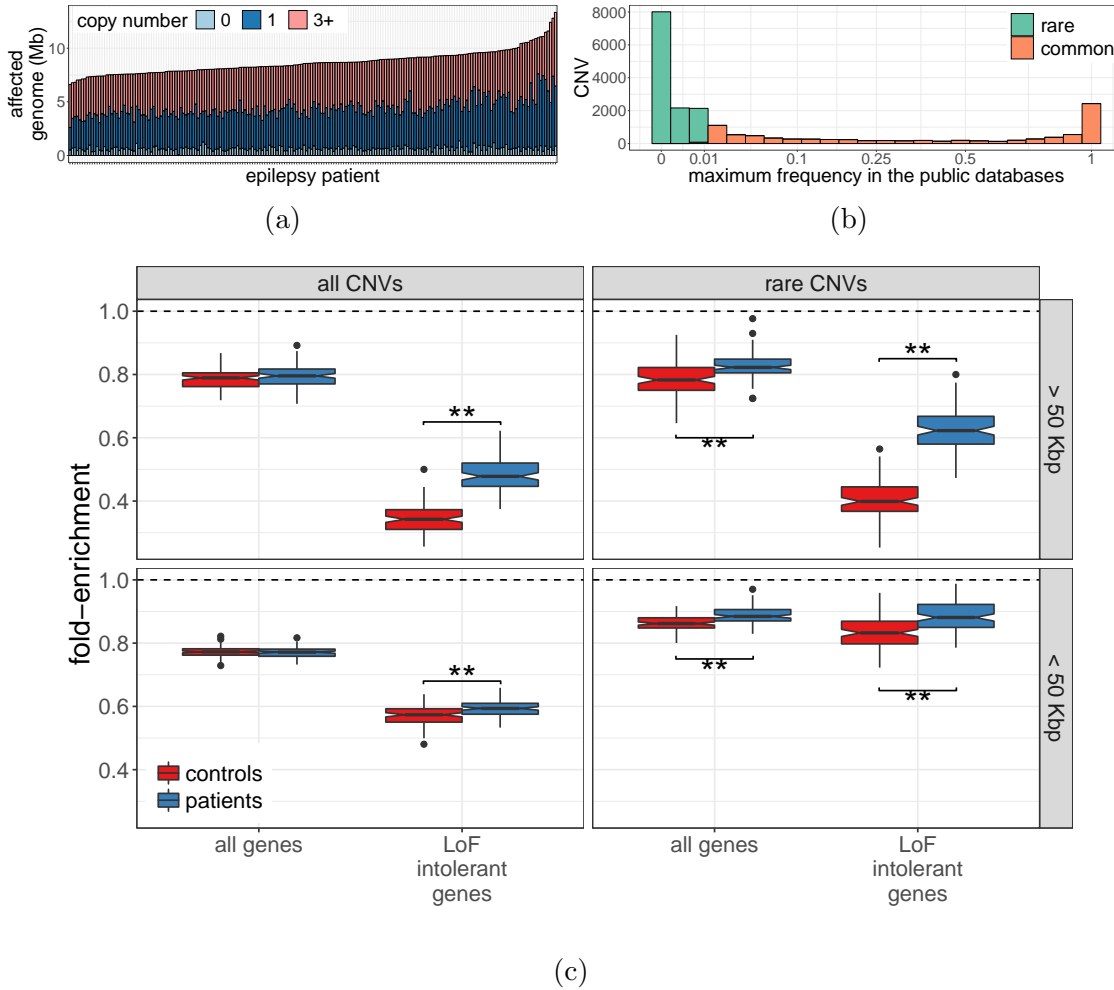 copy number 0 1 3+
affected
genome (Mb)
10
5
0
epilepsy patient
(a)
CNV
8000
6000
4000
2000
0
rare
common
0 0.01 0.1 0.25 0.5 1
maximum frequency in the public databases
(b)
all CNVs rare CNVs
fold−enrichment
1.0
0.8
0.6
0.4
** ** **
> 50 Kbp
1.0
0.8
0.6
0.4
** ** **
< 50 Kbp
controls
patients
all genes LoF all genes LoF
intolerant intolerant
genes genes
(c)